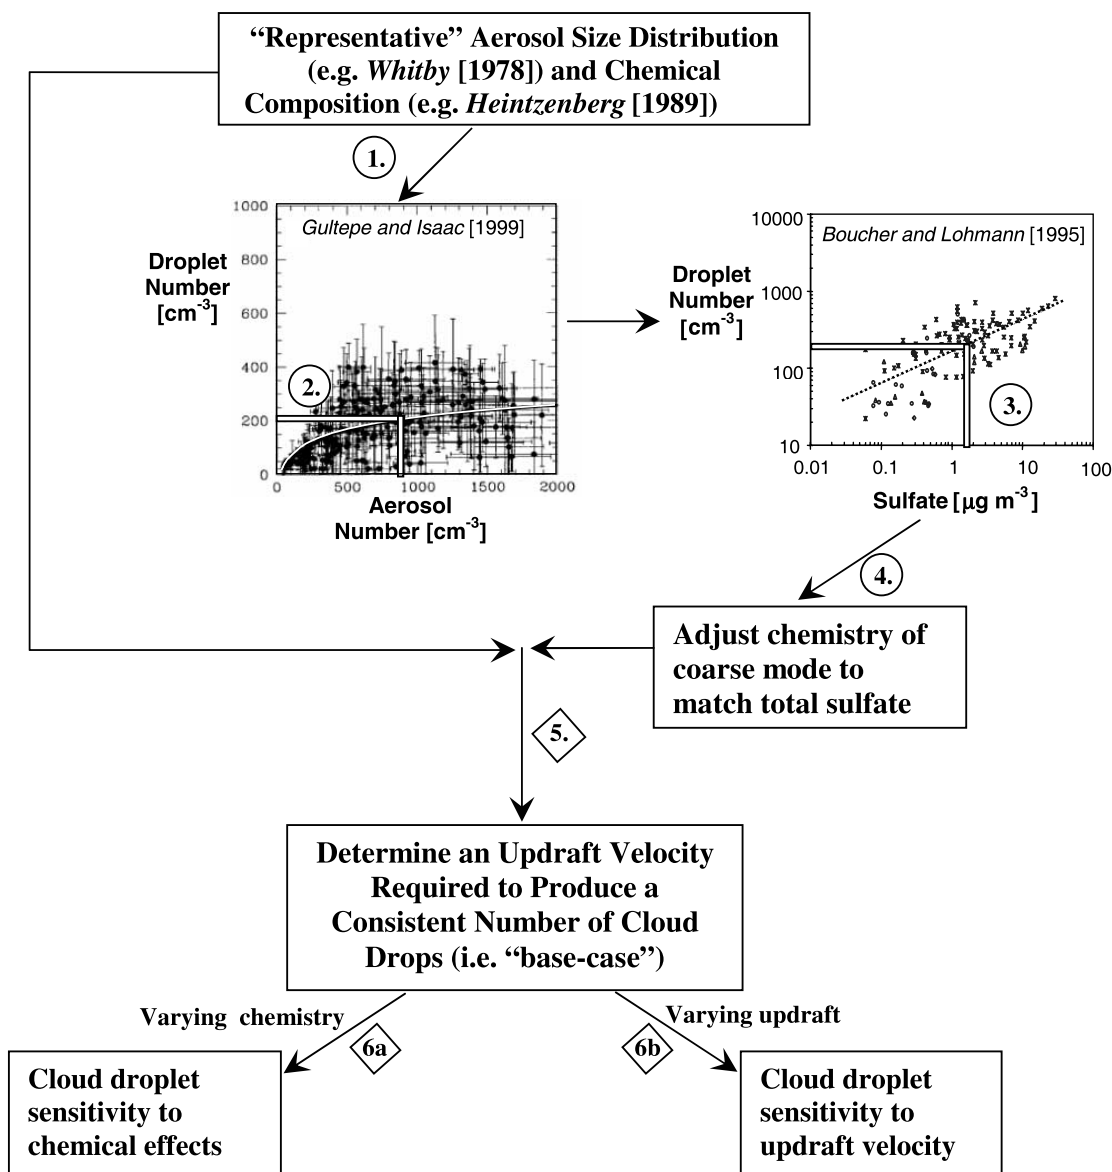 “Representative” Aerosol Size Distribution
(e.g. Whitby [1978]) and Chemical
Composition (e.g. Heintzenberg [1989])
1.
1000
800
600
400
200
0
Gultepe and Isaac [1999]
Droplet
Number
[cm-3]
2.
0 500 1000 1500 2000
Aerosol
Number [cm-3]
10000
1000
100
10
Boucher and Lohmann [1995]
Droplet
Number
[cm-3]
3.
0.01 0.1 1 10 100
Sulfate [μg m-3]
4.
Adjust chemistry of
coarse mode to
match total sulfate
5.
Determine an Updraft Velocity
Required to Produce a
Consistent Number of Cloud
Drops (i.e. “base-case”)
Varying chemistry
6a
Varying updraft
6b
Cloud droplet
sensitivity to
chemical effects
Cloud droplet
sensitivity to
updraft velocity